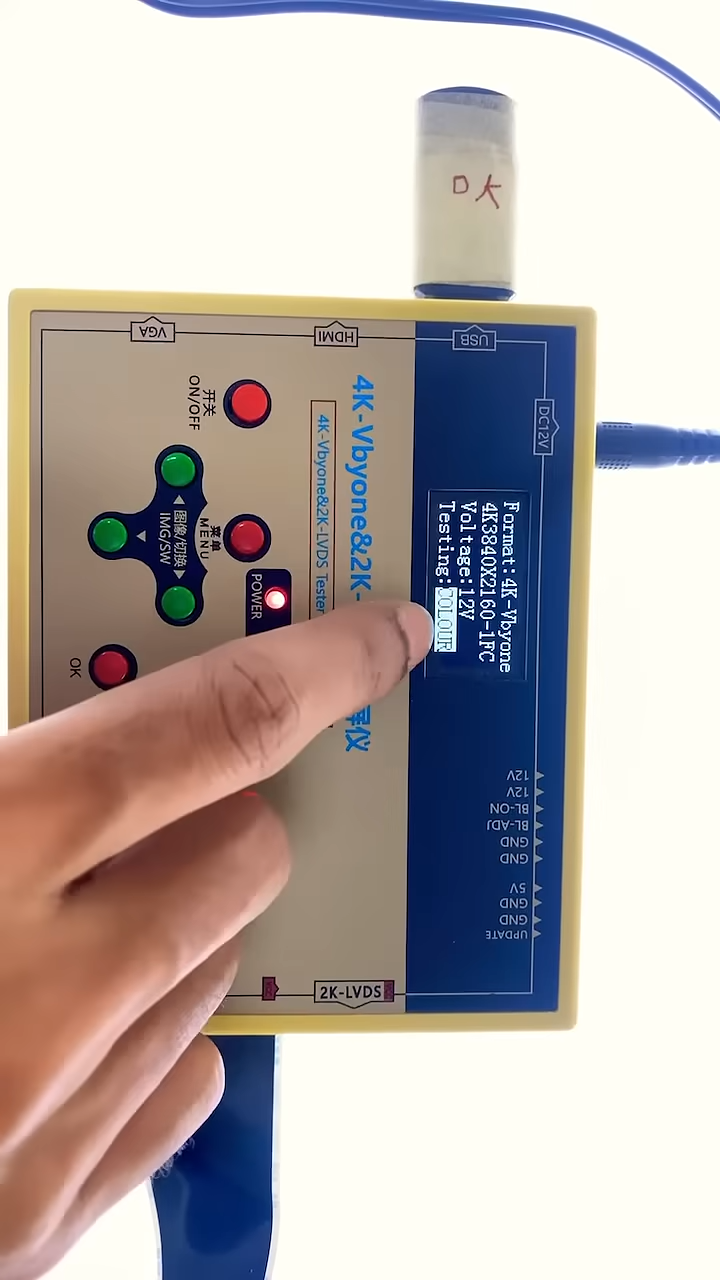 OK
USB
HDMI
VGA
DC12V
Format:4K-Vbyone
4K3840X2160-1FC
Voltage:12V
Testing:COLOUR
4K-Vbyone&2K-
4K-Vbyone&2K-LVDS Tester
开关
ON/OFF
菜单
MENU
图像/切换
IMG/SW
POWER
OK
12V
12V
BL-ON
BL-ADJ
GND
GND
5V
GND
GND
UPDATE
2K-LVDS